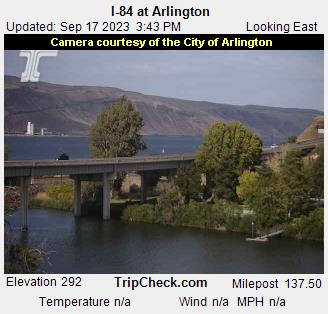 I-84 at Arlington
Updated: Sep 17 2023 3:43 PM Looking East
Camera courtesy of the City of Arlington
Elevation 292 TripCheck.com Milepost 137.50
Temperature n/a Wind n/a MPH n/a